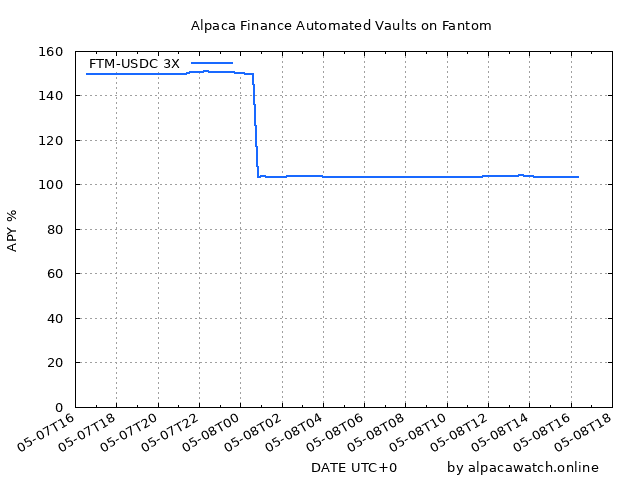 Alpaca Finance Automated Vaults on Fantom
FTM-USDC 3X
APY %
160
140
120
100
80
60
40
20
0
05-07T16
05-07T18
05-07T20
05-07T22
05-08T00
05-08T02
05-08T04
05-08T06
05-08T08
05-08T10
05-08T12
05-08T14
05-08T16
05-08T18
DATE UTC+0
by alpacawatch.online